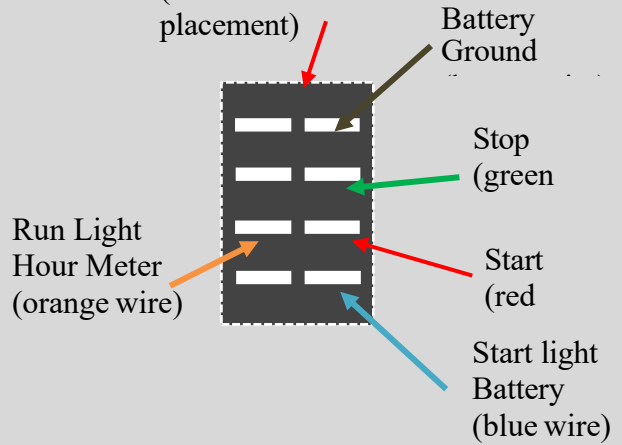 placement)
Battery
Ground
Stop
(green
Run Light
Hour Meter
(orange wire)
Start
(red
Start light
Battery
(blue wire)